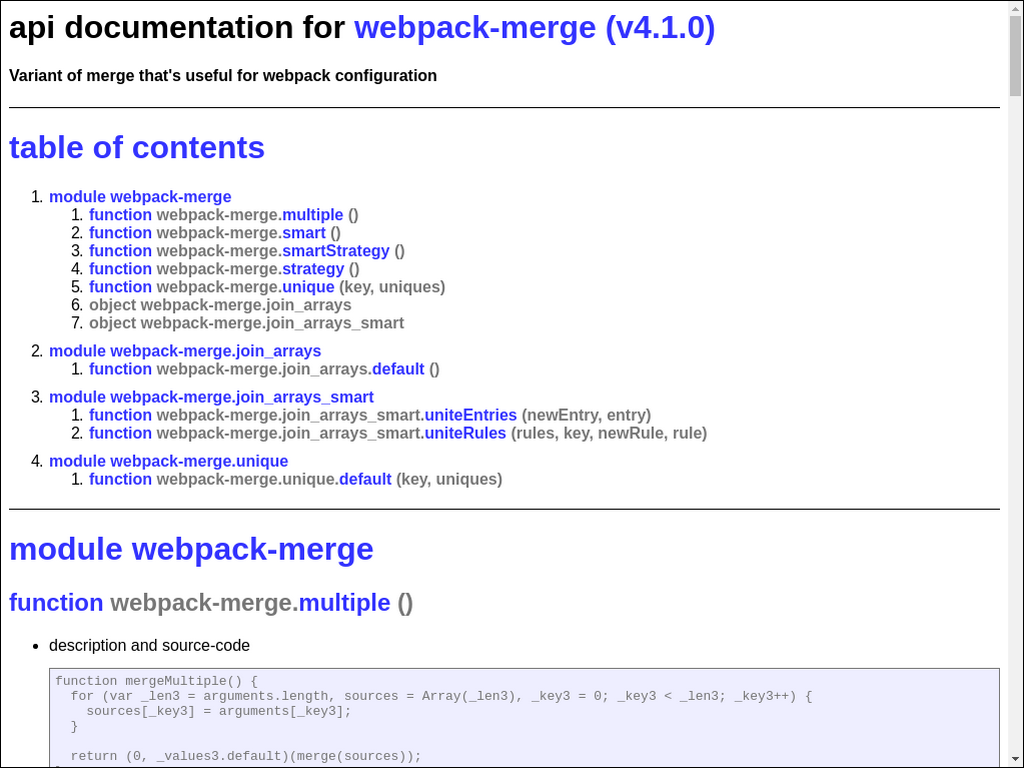 api documentation for webpack-merge (v4.1.0)
Variant of merge that's useful for webpack configuration
table of contents
1. module webpack-merge
1. function webpack-merge.multiple ()
2. function webpack-merge.smart ()
3. function webpack-merge.smartStrategy ()
4. function webpack-merge.strategy ()
5. function webpack-merge.unique (key, uniques)
6. object webpack-merge.join_arrays
7. object webpack-merge.join_arrays_smart
2. module webpack-merge.join_arrays
1. function webpack-merge.join_arrays.default ()
3. module webpack-merge.join_arrays_smart
1. function webpack-merge.join_arrays_smart.uniteEntries (newEntry, entry)
2. function webpack-merge.join_arrays_smart.uniteRules (rules, key, newRule, rule)
4. module webpack-merge.unique
1. function webpack-merge.unique.default (key, uniques)
module webpack-merge
function webpack-merge.multiple ()
• description and source-code
function mergeMultiple() {
  for (var _len3 = arguments.length, sources = Array(_len3), _key3 = 0; _key3 < _len3; _key3++) {
    sources[_key3] = arguments[_key3];
  }
  return (0, _values3.default)(merge(sources));